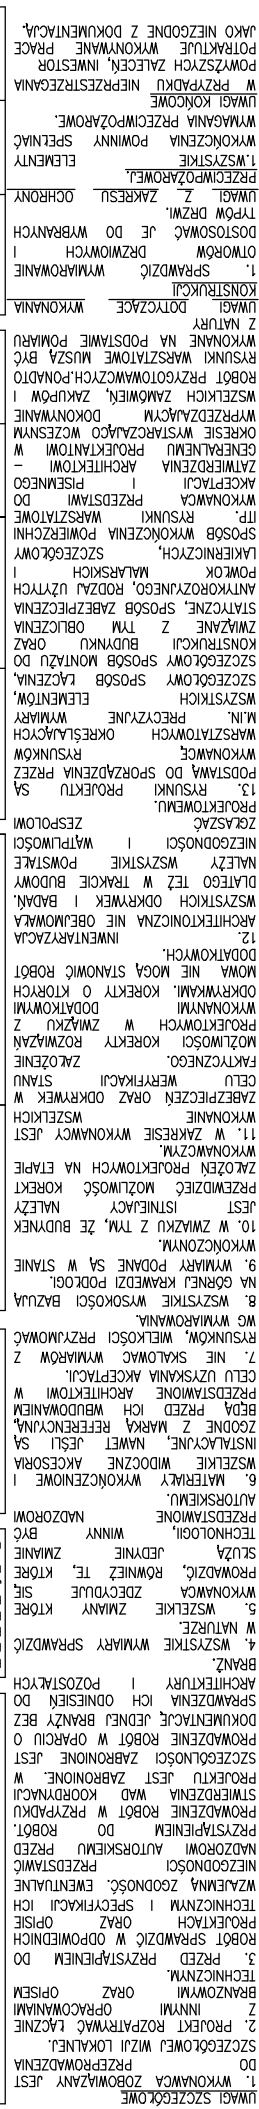 UWAGI SZCZEGÓŁOWE
1. WYKONAWCA ZOBOWIĄZANY JEST
DO PRZEPROWADZENIA
SZCZEGÓŁOWEJ WIZJI LOKALNEJ.
2. PROJEKT ROZPATRYWAĆ ŁĄCZNIE
Z INNYMI OPRACOWANIAMI
BRANŻOWYMI ORAZ OPISEM
TECHNICZNYM.
3. PRZED PRZYSTĄPIENIEM DO
ROBÓT SPRAWDZIĆ W ODPOWIEDNICH
PROJEKTACH ORAZ OPISIE
TECHNICZNYM I SPECYFIKACJI ICH
WZAJEMNĄ ZGODNOŚĆ. EWENTUALNE
NIEZGODNOŚCI PRZEDSTAWIĆ
NADZOROWI AUTORSKIEMU PRZED
PRZYSTĄPIENIEM DO ROBÓT.
PROWADZENIE ROBÓT W PRZYPADKU
STWIERDZENIA WAD KOORDYNACJI
PROJEKTU JEST ZABRONIONE. W
SZCZEGÓLNOŚCI ZABRONIONE JEST
PROWADZENIE ROBÓT W OPARCIU O
DOKUMENTACJĘ JEDNEJ BRANŻY BEZ
SPRAWDZENIA ICH ODNIESIEŃ DO
ARCHITEKTURY I POZOSTAŁYCH
BRANŻ.
4. WSZYSTKIE WYMIARY SPRAWDZIĆ
W NATURZE.
5. WSZELKIE ZMIANY KTÓRE
WYKONAWCA ZDECYDUJE SIĘ
PROWADZIĆ, RÓWNIEŻ TE, KTÓRE
SŁUŻĄ JEDYNIE ZMIANIE
TECHNOLOGII, WINNY BYĆ
PRZEDSTAWIONE NADZOROWI
AUTORSKIEMU.
6. MATERIAŁY WYKOŃCZENIOWE I
WSZELKIE WIDOCZNE AKCESORIA
INSTALACYJNE, NAWET JEŚLI SĄ
ZGODNE Z MARKĄ REFERENCYJNĄ,
BĘDĄ PRZED ICH WBUDOWANIEM
PRZEDSTAWIONE ARCHITEKTOWI W
CELU UZYSKANIA AKCEPTACJI.
7. NIE SKALOWAĆ WYMIARÓW Z
RYSUNKÓW, WIELKOŚCI PRZYJMOWAĆ
WG WYMIAROWANIA.
8. WSZYSTKIE WYSOKOŚCI BAZUJĄ
NA GÓRNEJ KRAWĘDZI PODŁOGI.
9. WYMIARY PODANE SĄ W STANIE
WYKOŃCZONYM.
10. W ZWIĄZKU Z TYM, ŻE BUDYNEK
JEST ISTNIEJĄCY NALEŻY
PRZEWIDZIEĆ MOŻLIWOŚĆ KOREKT
ZAŁOŻEŃ PROJEKTOWYCH NA ETAPIE
WYKONAWCZYM.
11. W ZAKRESIE WYKONAWCY JEST
WYKONANIE WSZELKICH
ZABEZPIECZEŃ ORAZ ODKRYWEK W
CELU WERYFIKACJI STANU
FAKTYCZNEGO. ZAŁOŻENIE
MOŻLIWOŚCI KOREKTY ROZWIĄZAŃ
PROJEKTOWYCH W ZWIĄZKU Z
WYKONANYMI DODATKOWYMI
ODKRYWKAMI. KOREKTY O KTÓRYCH
MOWA NIE MOGĄ STANOWIĆ ROBÓT
DODATKOWYCH.
12. INWENTARYZACJA
ARCHITEKTONICZNA NIE OBEJMOWAŁA
WSZYSTKICH ODKRYWEK I BADAŃ.
DLATEGO TEŻ W TRAKCIE BUDOWY
NALEŻY WSZYSTKIE POWSTAŁE
NIEZGODNOŚCI I WĄTPLIWOŚCI
ZGŁASZAĆ ZESPOŁOWI
PROJEKTOWEMU.
13. RYSUNKI PROJEKTU SĄ
PODSTAWĄ DO SPORZĄDZENIA PRZEZ
WYKONAWCĘ RYSUNKÓW
WARSZTATOWYCH OKREŚLAJĄCYCH
M.IN. PRECYZYJNE WYMIARY
WSZYSTKICH ELEMENTÓW,
SZCZEGÓŁOWY SPOSÓB ŁĄCZENIA,
SZCZEGÓŁOWY SPOSÓB MONTAŻU DO
KONSTRUKCJI BUDYNKU ORAZ
ZWIĄZANE Z TYM OBLICZENIA
STATYCZNE, SPOSÓB ZABEZPIECZENIA
ANTYKOROZYJNEGO, RODZAJ UŻYTYCH
POWŁOK MALARSKICH I
LAKIERNICZYCH, SZCZEGÓŁOWY
SPOSÓB WYKOŃCZENIA POWIERZCHNI
ITP. RYSUNKI WARSZTATOWE
WYKONAWCA PRZEDSTAWI DO
AKCEPTACJI I PISEMNEGO
ZATWIERDZENIA ARCHITEKTOWI –
GENERALNEMU PROJEKTANTOWI W
OKRESIE WYSTARCZAJĄCO WCZESNYM
WYPRZEDZAJĄCYM DOKONYWANIE
WSZELKICH ZAMÓWIEŃ, ZAKUPÓW I
ROBÓT PRZYGOTOWAWCZYCH.PONADTO
RYSUNKI WARSZTATOWE MUSZĄ BYĆ
WYKONANE NA PODSTAWIE POMIARU
Z NATURY
UWAGI DOTYCZĄCE WYKONANIA
KONSTRUKCJI
1. SPRAWDZIĆ WYMIAROWANIE
OTWORÓW DRZWIOWYCH I
DOSTOSOWAĆ JE DO WYBRANYCH
TYPÓW DRZWI.
UWAGI Z ZAKRESU OCHRONY
PRZECIWPOŻAROWEJ.
1.WSZYSTKIE ELEMENTY
WYKOŃCZENIA POWINNY SPEŁNIAĆ
WYMAGANIA PRZECIWPOŻAROWE.
UWAGI KOŃCOWE
W PRZYPADKU NIEPRZESTRZEGANIA
POWYŻSZYCH ZALECEŃ, INWESTOR
POTRAKTUJE WYKONYWANE PRACE
JAKO NIEZGODNE Z DOKUMENTACJĄ.